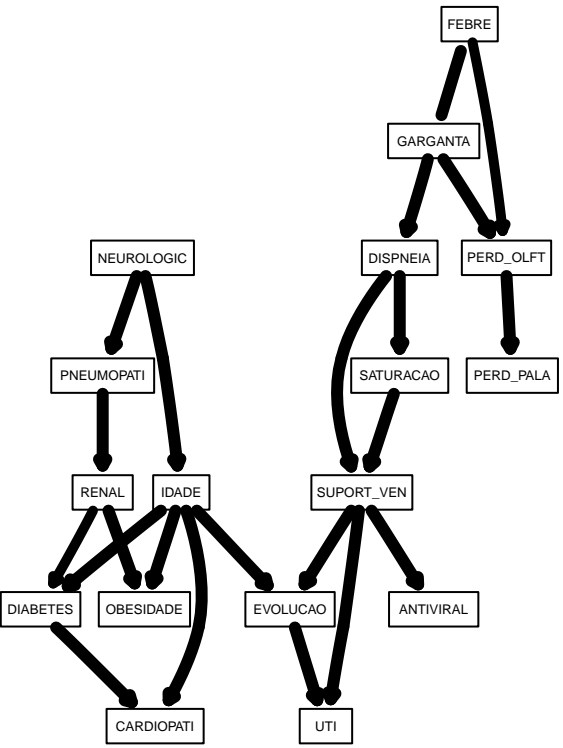 FEBRE
GARGANTA
NEUROLOGIC
DISPNEIA
PERD_OLFT
PNEUMOPATI
SATURACAO
PERD_PALA
RENAL
IDADE
SUPORT_VEN
DIABETES
OBESIDADE
EVOLUCAO
ANTIVIRAL
CARDIOPATI
UTI